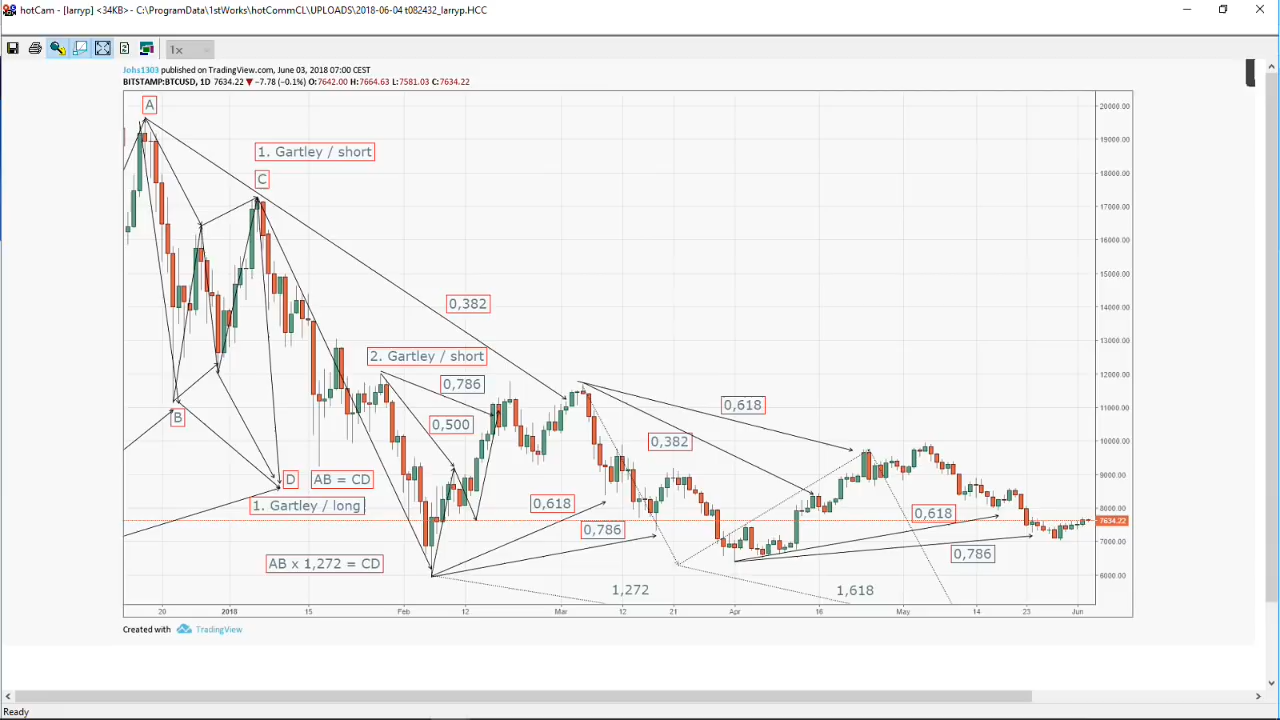 hotCam - [larryp] <34KB> - C:\ProgramData\1stWorks\hotCommCL\UPLOADS\2018-06-04 t082432_larryp.HCC
1x
Johs1303 published on TradingView.com, June 03, 2018 07:00 CEST
BITSTAMP:BTCUSD, 1D 7634.22 ▼ −7.78 (−0.1%) O:7642.00 H:7664.63 L:7581.03 C:7634.22
A
1. Gartley / short
C
0,382
2. Gartley / short
0,786
0,500
B
D
AB = CD
1. Gartley / long
AB x 1,272 = CD
0,618
0,786
1,272
0,618
0,382
0,618
0,786
1,618
20000.00
19000.00
18000.00
17000.00
16000.00
15000.00
14000.00
13000.00
12000.00
11000.00
10000.00
9000.00
8000.00
7634.22
7000.00
6000.00
20 2018 15 Feb 12 Mar 12 21 Apr 16 May 14 23 Jun
Created with TradingView
Ready